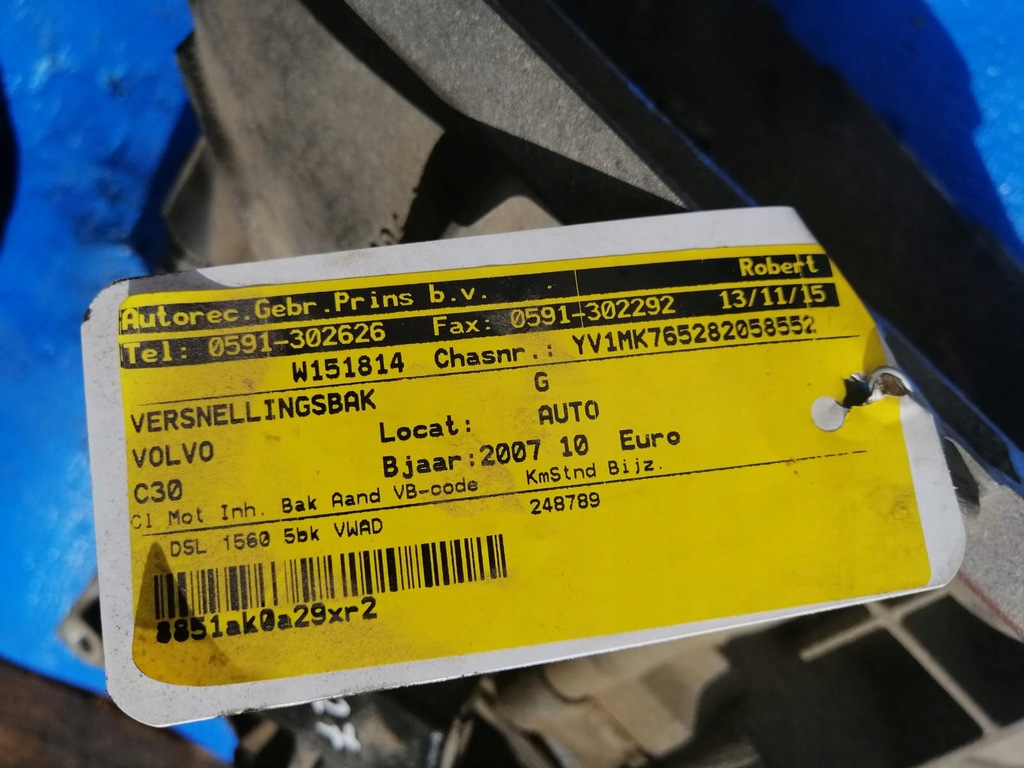 Autorec.Gebr.Prins b.v. Robert
Tel: 0591-302626 Fax: 0591-302292 13/11/15
W151814 Chasnr.: YV1MK765282058552
VERSNELLINGSBAK G
VOLVO Locat: AUTO
C30 Bjaar:2007 10 Euro
Cl Mot Inh. Bak Aand VB-code KmStnd Bijz.
DSL 1560 5bk VWAD 248789
8851ak0a29xr2